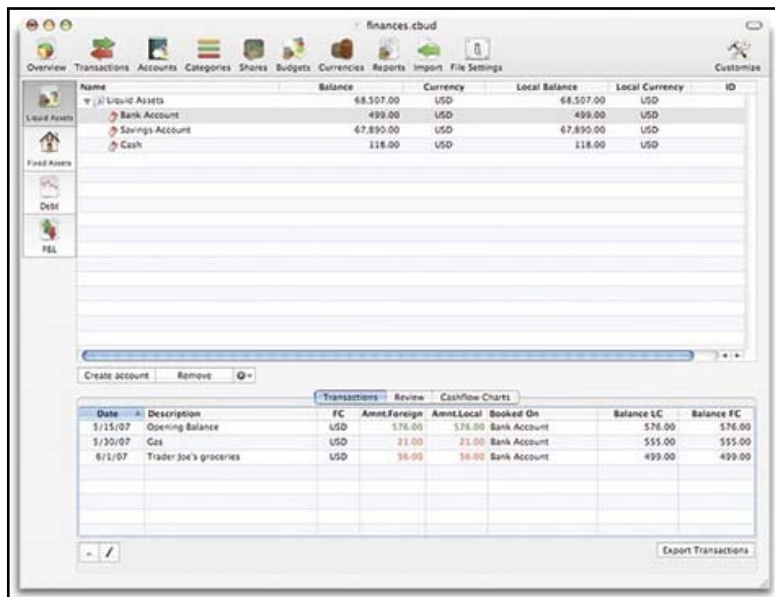 finances.cbud
Overview Transactions Accounts Categories Shares Budgets Currencies Reports Import File Settings Customize
Name Balance Currency Local Balance Local Currency ID
Liquid Assets 68,507.00 USD 68,507.00 USD
Bank Account 499.00 USD 499.00 USD
Savings Account 67,890.00 USD 67,890.00 USD
Cash 118.00 USD 118.00 USD
Liquid Assets
Fixed Assets
Debt
P&L
Create account Remove
Transactions Review Cashflow Charts
Date Description FC Amnt.Foreign Amnt.Local Booked On Balance LC Balance FC
5/15/07 Opening Balance USD 576.00 576.00 Bank Account 576.00 576.00
5/30/07 Gas USD 21.00 21.00 Bank Account 555.00 555.00
6/1/07 Trader Joe's groceries USD 56.00 56.00 Bank Account 499.00 499.00
Export Transactions